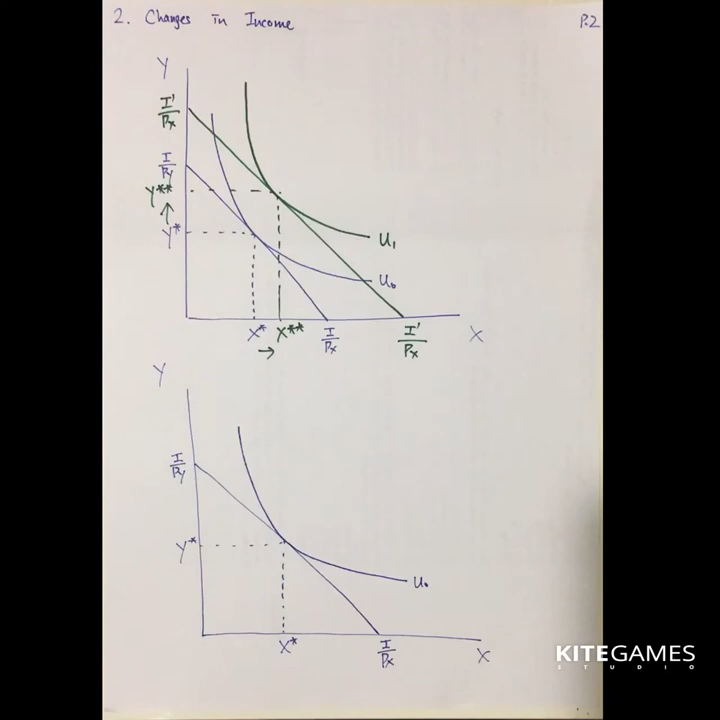 2. Changes in Income
P.2
Y
I'/Px
I/Py
Y**
↑
Y*
U₁
U₀
X* X** I/Px I'/Px X
→
Y
I/Py
Y*
U₀
X* I/Px X
KITEGAMES
STUDIO